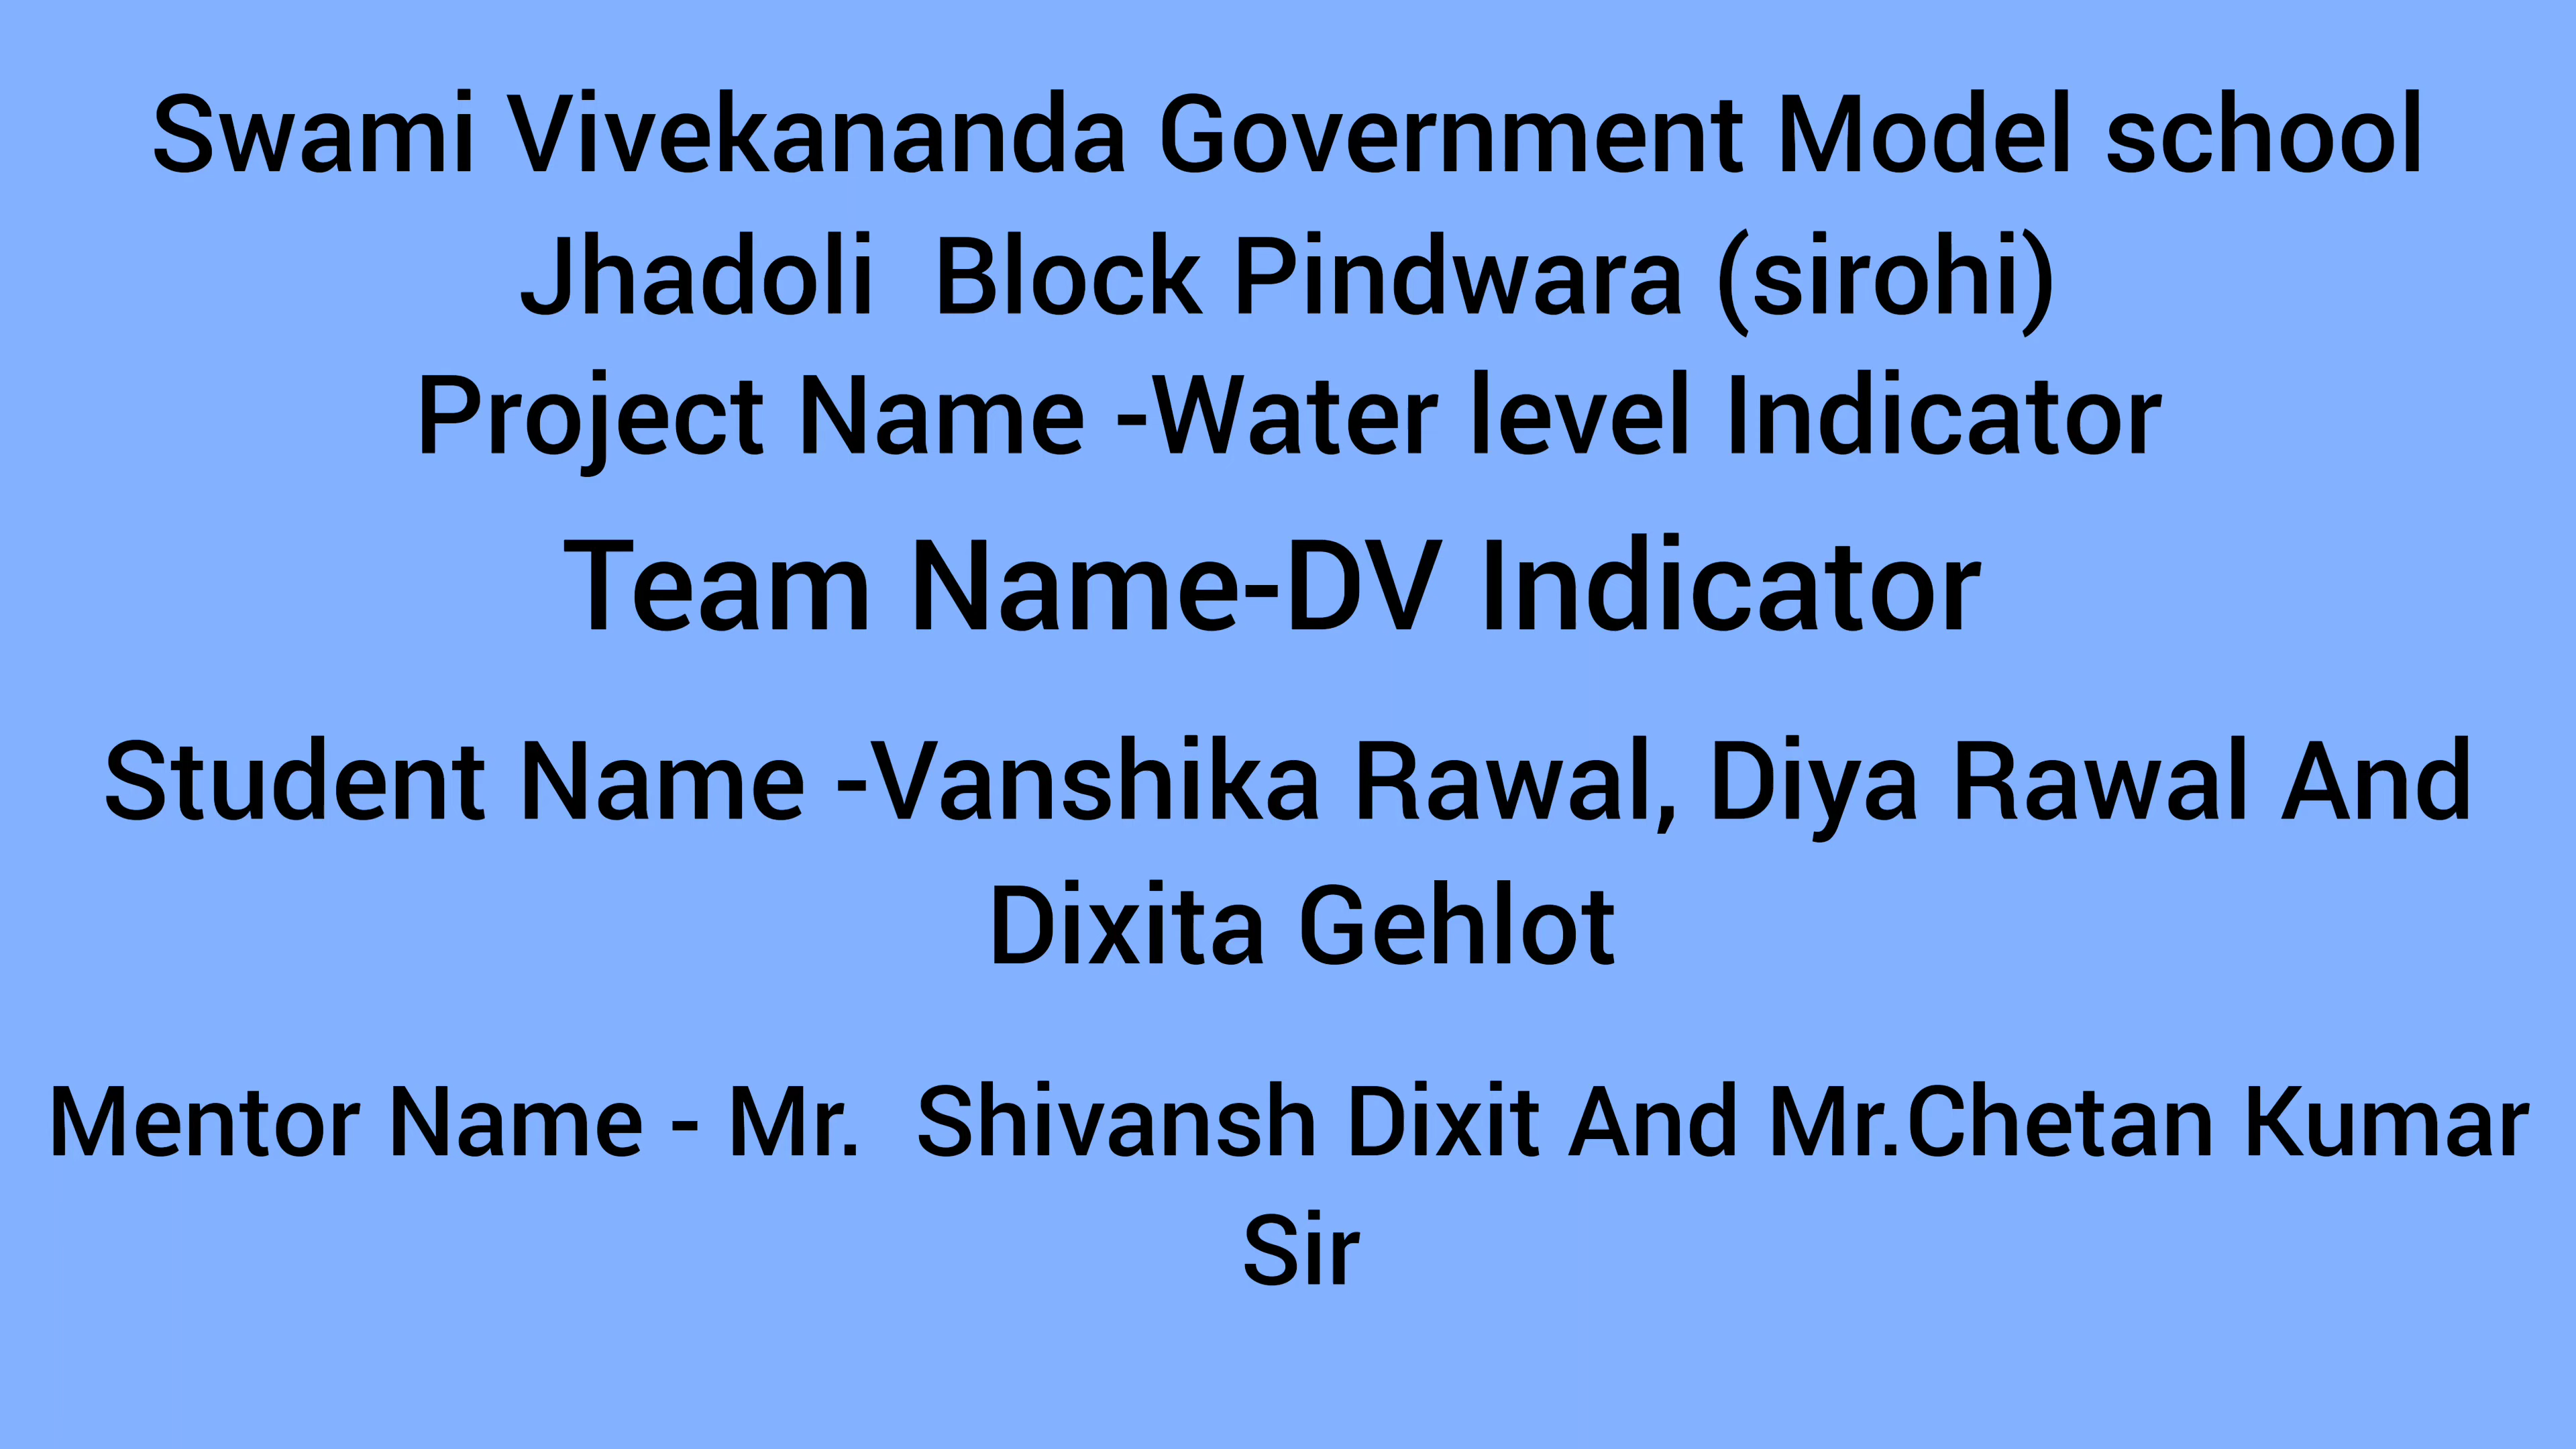 Swami Vivekananda Government Model school
Jhadoli  Block Pindwara (sirohi)
Project Name -Water level Indicator
Team Name-DV Indicator
Student Name -Vanshika Rawal, Diya Rawal And
Dixita Gehlot
Mentor Name - Mr.  Shivansh Dixit And Mr.Chetan Kumar
Sir